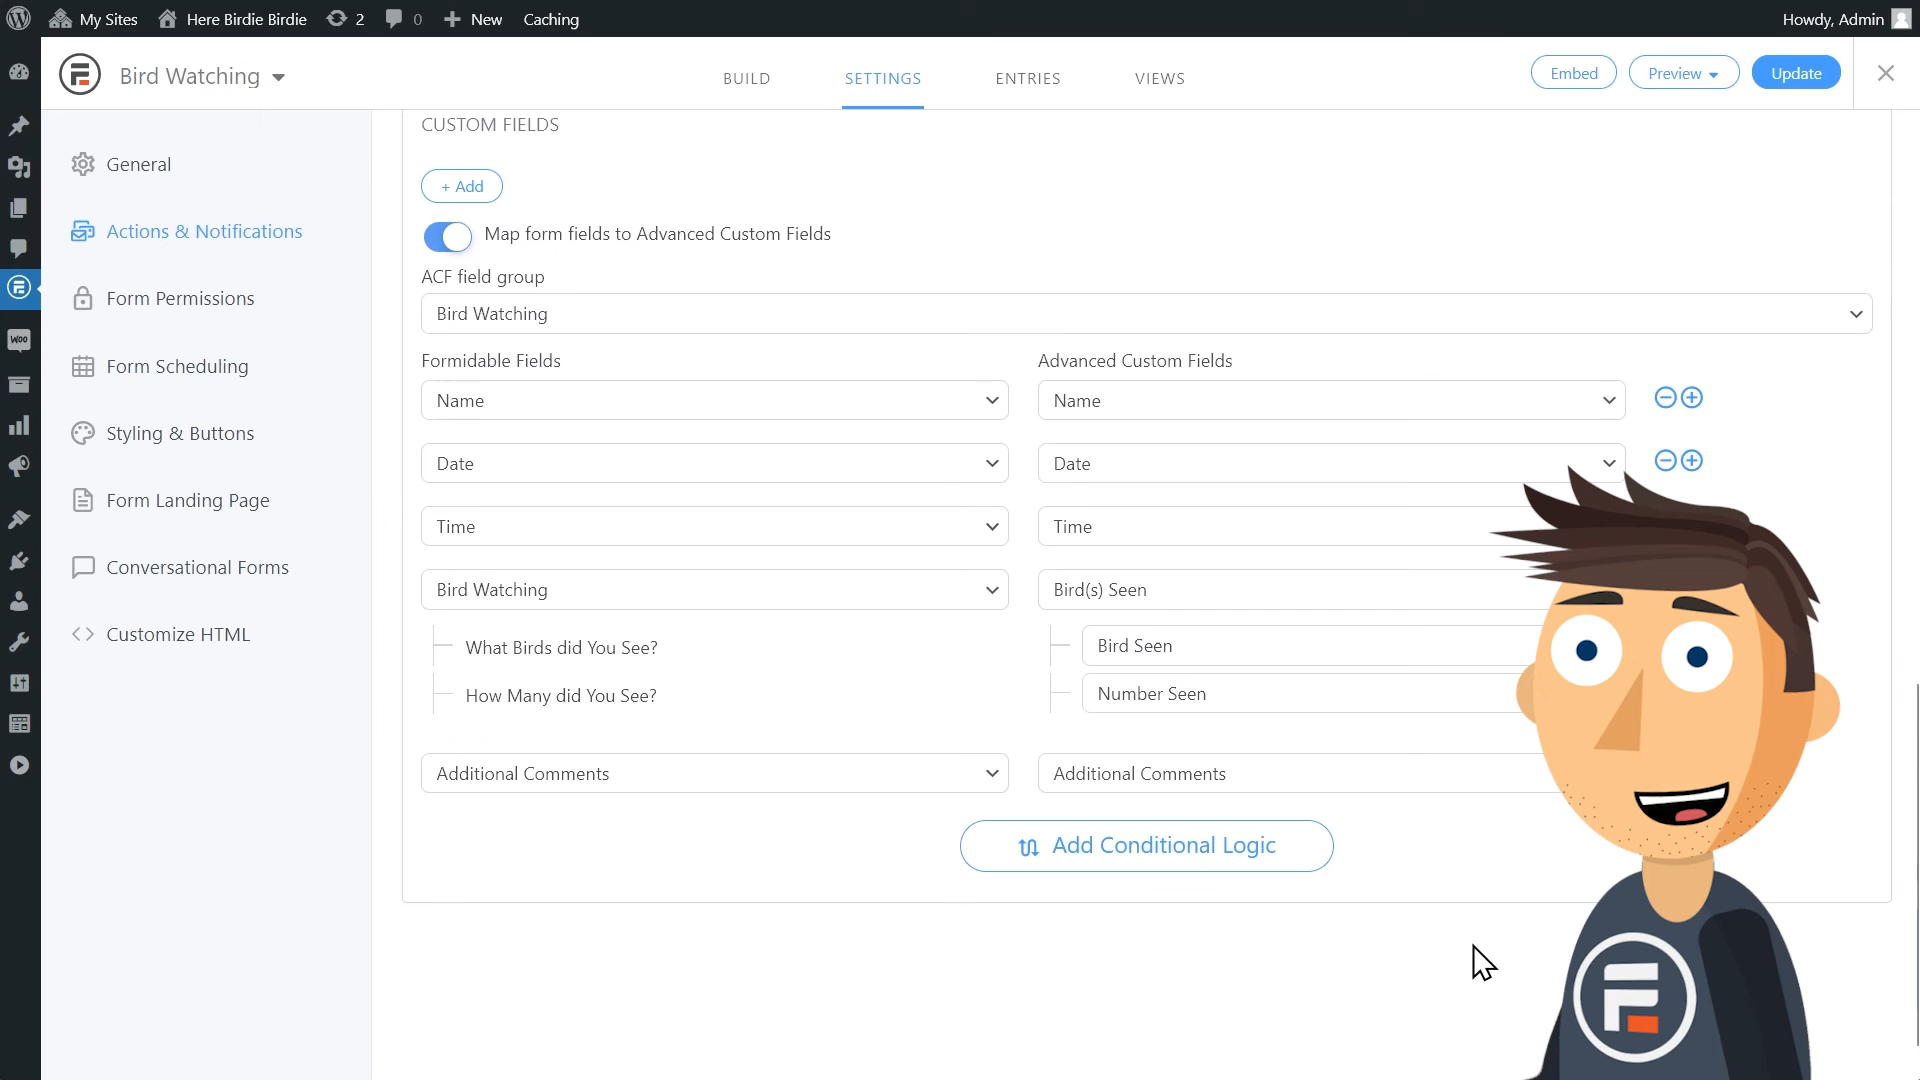 My Sites
Here Birdie Birdie
2
0
New
Caching
Howdy, Admin
Bird Watching
BUILD
SETTINGS
ENTRIES
VIEWS
Embed
Preview
Update
WOO
General
Actions & Notifications
Form Permissions
Form Scheduling
Styling & Buttons
Form Landing Page
Conversational Forms
Customize HTML
CUSTOM FIELDS
+ Add
Map form fields to Advanced Custom Fields
ACF field group
Bird Watching
Formidable Fields
Advanced Custom Fields
Name
Name
Date
Date
Time
Time
Bird Watching
Bird(s) Seen
What Birds did You See?
Bird Seen
How Many did You See?
Number Seen
Additional Comments
Additional Comments
Add Conditional Logic